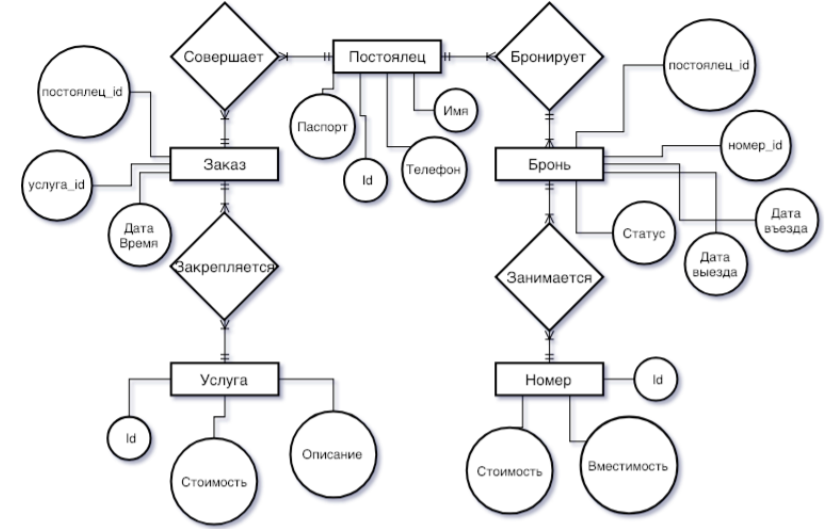 Совершает
Постоялец
Бронирует
постоялец_id
постоялец_id
Паспорт
Имя
Id
Телефон
Заказ
Бронь
номер_id
услуга_id
Дата
Время
Статус
Дата
въезда
Дата
выезда
Закрепляется
Занимается
Услуга
Номер
Id
Id
Стоимость
Описание
Стоимость
Вместимость